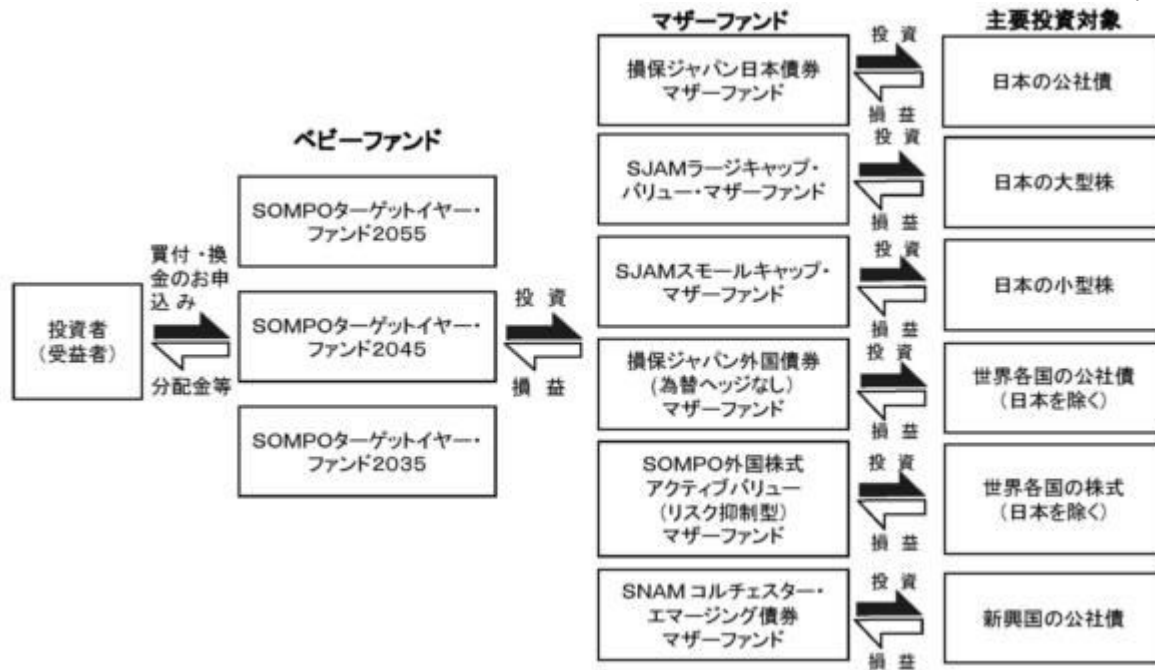 マザーファンド
主要投資対象
ベビーファンド
投資者
(受益者)
買付・換
金のお申
込み
分配金等
SOMPOターゲットイヤー・
ファンド2055
SOMPOターゲットイヤー・
ファンド2045
SOMPOターゲットイヤー・
ファンド2035
投 資
損 益
損保ジャパン日本債券
マザーファンド
投 資
損 益
日本の公社債
SJAMラージキャップ・
バリュー・マザーファンド
投 資
損 益
日本の大型株
SJAMスモールキャップ・
マザーファンド
投 資
損 益
日本の小型株
損保ジャパン外国債券
(為替ヘッジなし)
マザーファンド
投 資
損 益
世界各国の公社債
(日本を除く)
SOMPO外国株式
アクティブバリュー
(リスク抑制型)
マザーファンド
投 資
損 益
世界各国の株式
(日本を除く)
SNAM コルチェスター・
エマージング債券
マザーファンド
投 資
損 益
新興国の公社債